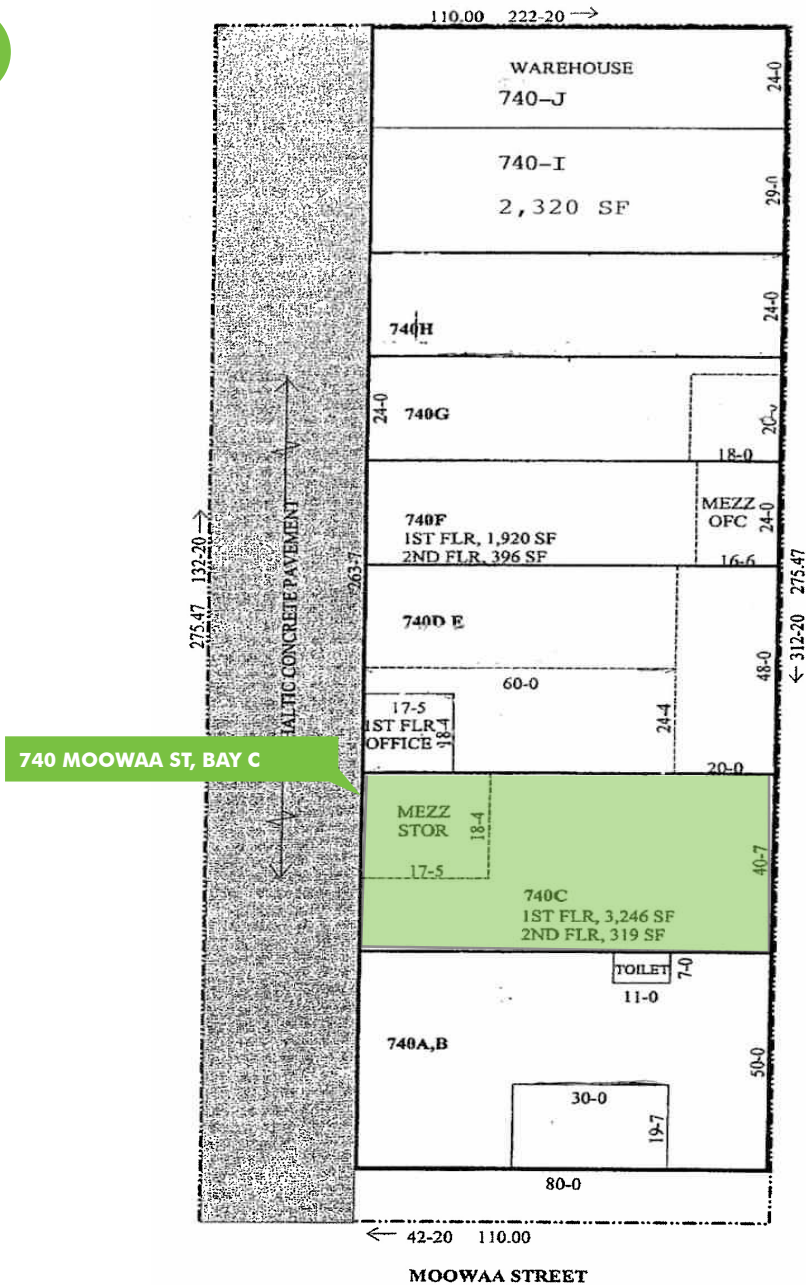 110.00 222-20 →
WAREHOUSE
740-J
24-0
740-I
2,320 SF
29-0
740H
24-0
740G
24-0
18-0
740F
1ST FLR, 1,920 SF
2ND FLR, 396 SF
MEZZ
OFC
24-0
16-6
275.47 132-20 →
263-7
← 312-20 275.47
740D E
60-0
48-0
24-4
17-5
1ST FLR
OFFICE
18-4
20-0
HALTIC CONCRETE PAVEMENT
740 MOOWAA ST, BAY C
MEZZ
STOR
18-4
17-5
40-7
740C
1ST FLR, 3,246 SF
2ND FLR, 319 SF
TOILET
7-0
11-0
740A,B
50-0
30-0
19-7
80-0
← 42-20 110.00
MOOWAA STREET